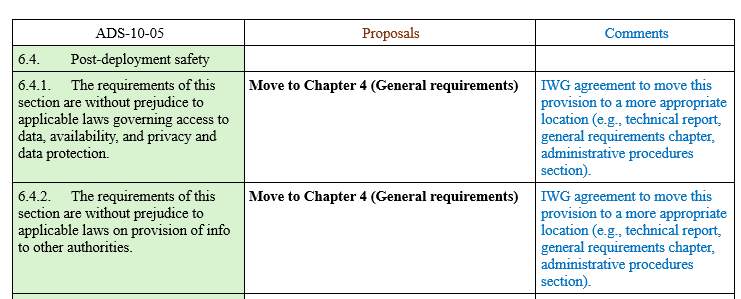 ADS-10-05 Proposals Comments
6.4. Post-deployment safety
6.4.1. The requirements of this
section are without prejudice to
applicable laws governing access to
data, availability, and privacy and
data protection.
Move to Chapter 4 (General requirements)
IWG agreement to move this
provision to a more appropriate
location (e.g., technical report,
general requirements chapter,
administrative procedures
section).
6.4.2. The requirements of this
section are without prejudice to
applicable laws on provision of info
to other authorities.
Move to Chapter 4 (General requirements)
IWG agreement to move this
provision to a more appropriate
location (e.g., technical report,
general requirements chapter,
administrative procedures
section).